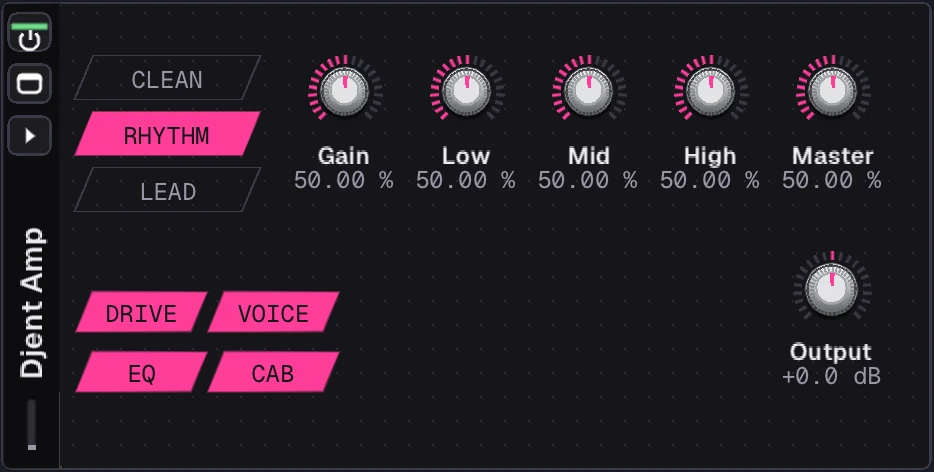 Djent Amp
CLEAN
RHYTHM
LEAD
Gain Low Mid High Master
50.00 % 50.00 % 50.00 % 50.00 % 50.00 %
DRIVE VOICE
EQ CAB
Output
+0.0 dB